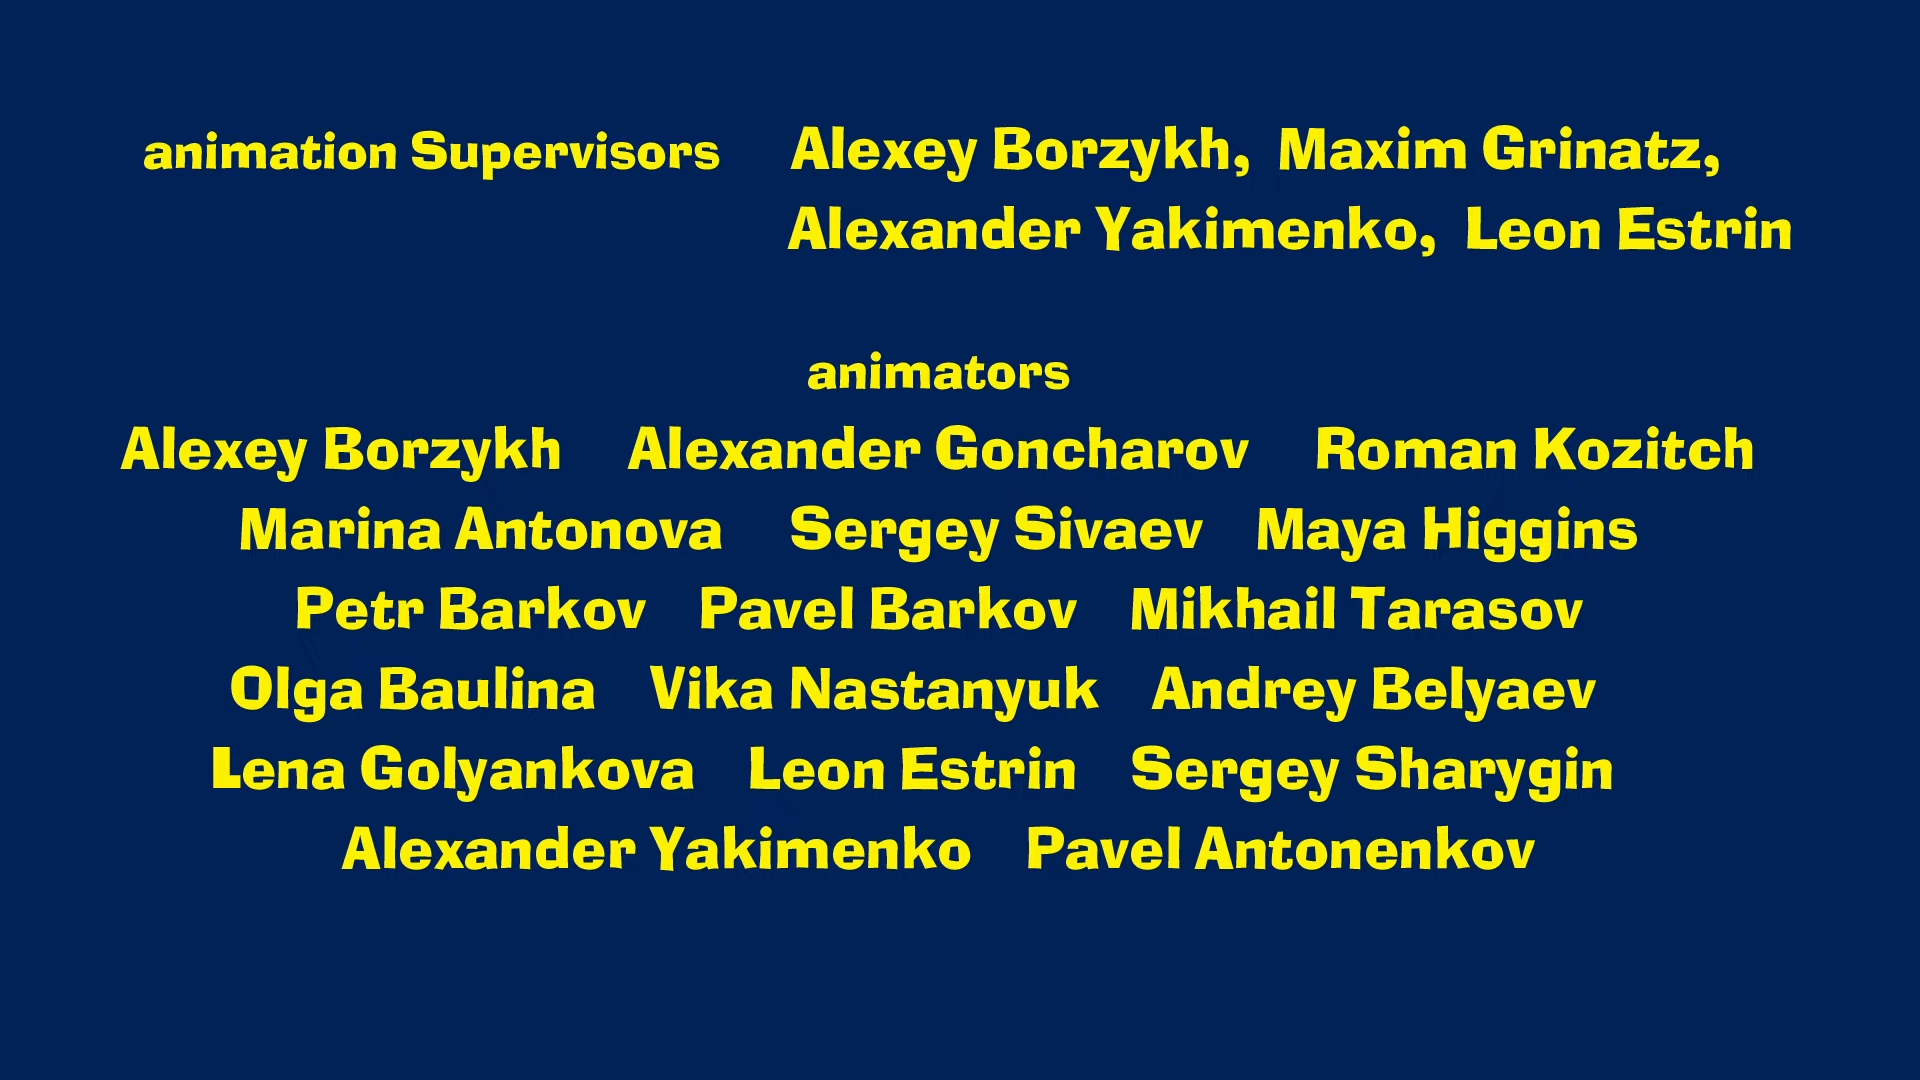 animation Supervisors Alexey Borzykh, Maxim Grinatz,
Alexander Yakimenko, Leon Estrin
animators
Alexey Borzykh Alexander Goncharov Roman Kozitch
Marina Antonova Sergey Sivaev Maya Higgins
Petr Barkov Pavel Barkov Mikhail Tarasov
Olga Baulina Vika Nastanyuk Andrey Belyaev
Lena Golyankova Leon Estrin Sergey Sharygin
Alexander Yakimenko Pavel Antonenkov